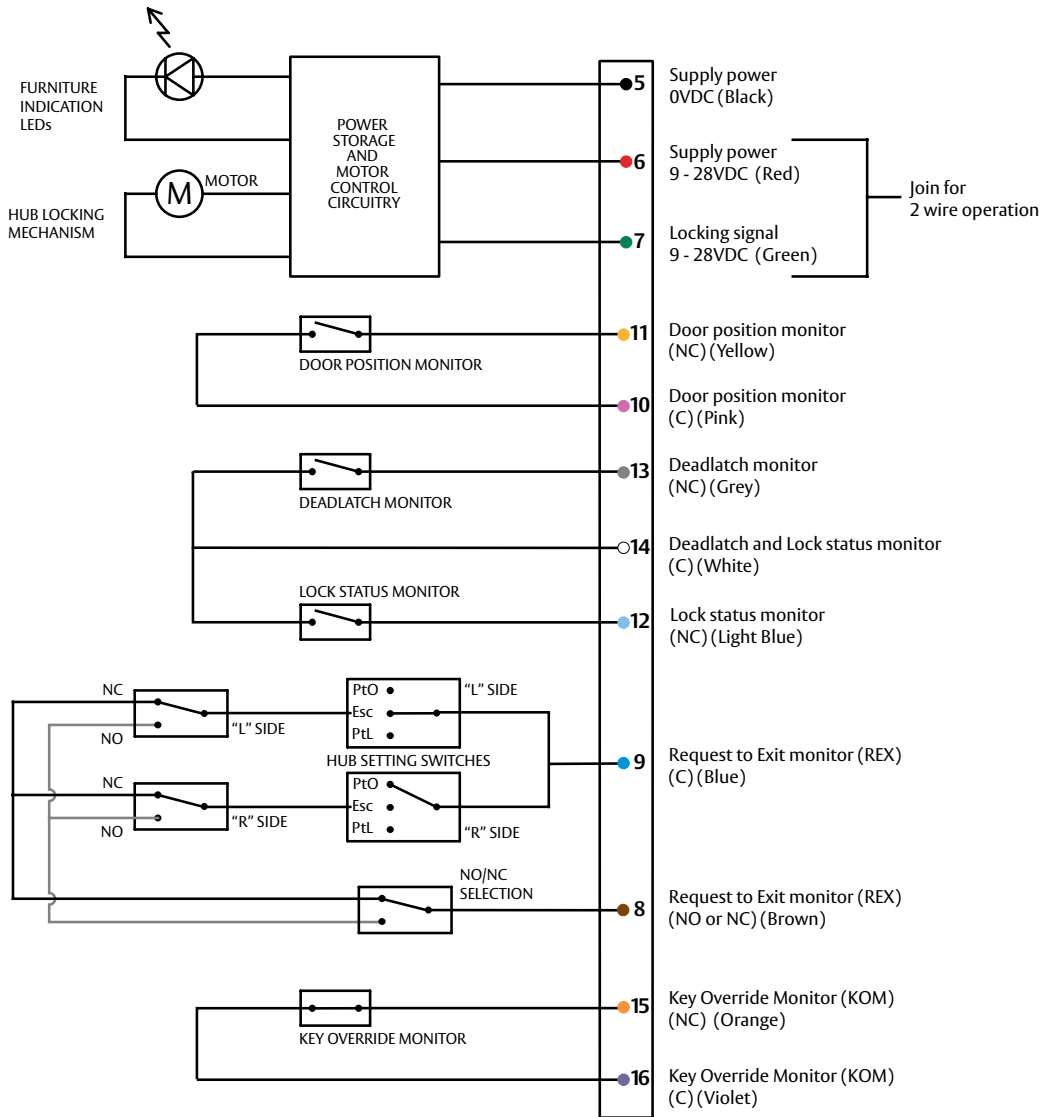 FURNITURE
INDICATION
LEDs
POWER
STORAGE
AND
MOTOR
CONTROL
CIRCUITRY
M
MOTOR
HUB LOCKING
MECHANISM
5
Supply power
0VDC (Black)
6
Supply power
9 - 28VDC (Red)
7
Locking signal
9 - 28VDC (Green)
Join for
2 wire operation
DOOR POSITION MONITOR
11
Door position monitor
(NC) (Yellow)
10
Door position monitor
(C) (Pink)
DEADLATCH MONITOR
13
Deadlatch monitor
(NC) (Grey)
14
Deadlatch and Lock status monitor
(C) (White)
LOCK STATUS MONITOR
12
Lock status monitor
(NC) (Light Blue)
NC
NO
"L" SIDE
PtO
Esc
PtL
"L" SIDE
HUB SETTING SWITCHES
NC
NO
"R" SIDE
PtO
Esc
PtL
"R" SIDE
9
Request to Exit monitor (REX)
(C) (Blue)
NO/NC
SELECTION
8
Request to Exit monitor (REX)
(NO or NC) (Brown)
KEY OVERRIDE MONITOR
15
Key Override Monitor (KOM)
(NC) (Orange)
16
Key Override Monitor (KOM)
(C) (Violet)